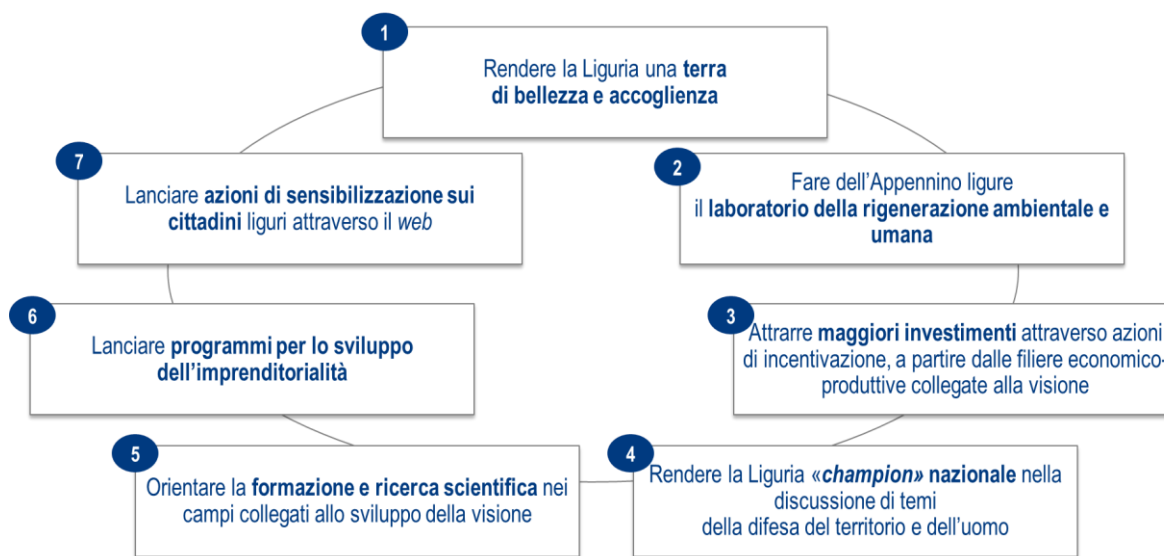 1
Rendere la Liguria una terra
di bellezza e accoglienza
2
Fare dell'Appennino ligure
il laboratorio della rigenerazione ambientale e
umana
3
Attrarre maggiori investimenti attraverso azioni
di incentivazione, a partire dalle filiere economico-
produttive collegate alla visione
4
Rendere la Liguria «champion» nazionale nella
discussione di temi
della difesa del territorio e dell'uomo
5
Orientare la formazione e ricerca scientifica nei
campi collegati allo sviluppo della visione
6
Lanciare programmi per lo sviluppo
dell'imprenditorialità
7
Lanciare azioni di sensibilizzazione sui
cittadini liguri attraverso il web